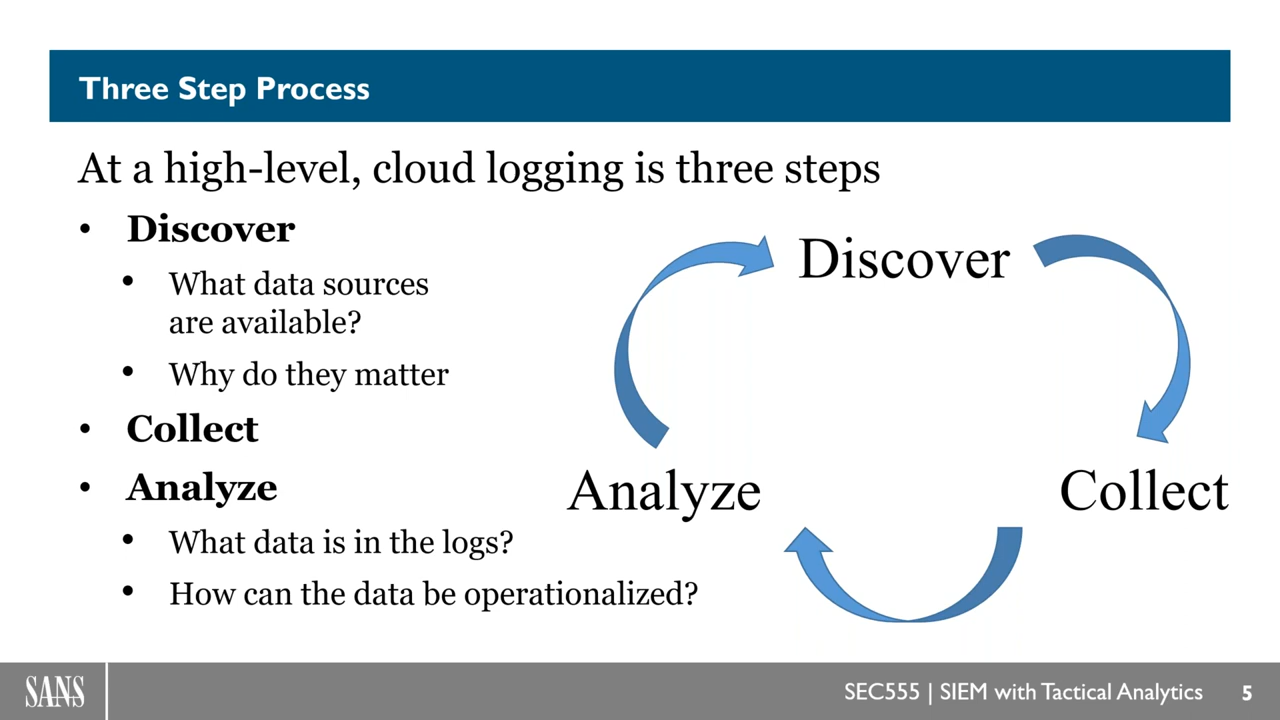 Three Step Process
At a high-level, cloud logging is three steps
• Discover
• What data sources
are available?
• Why do they matter
• Collect
• Analyze
• What data is in the logs?
• How can the data be operationalized?
Discover
Collect
Analyze
SANS
SEC555 | SIEM with Tactical Analytics
5